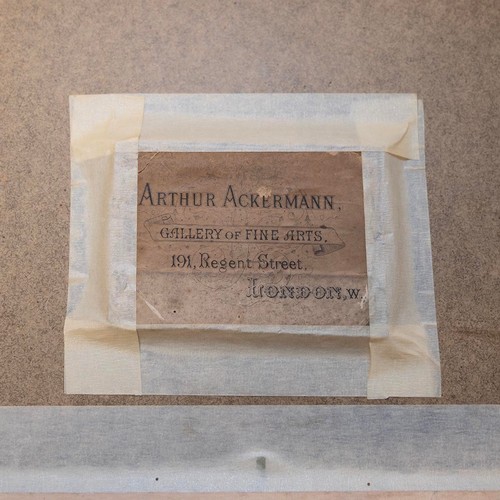 ARTHUR ACKERMANN,
GALLERY OF FINE ARTS,
191, Regent Street,
LONDON, W.